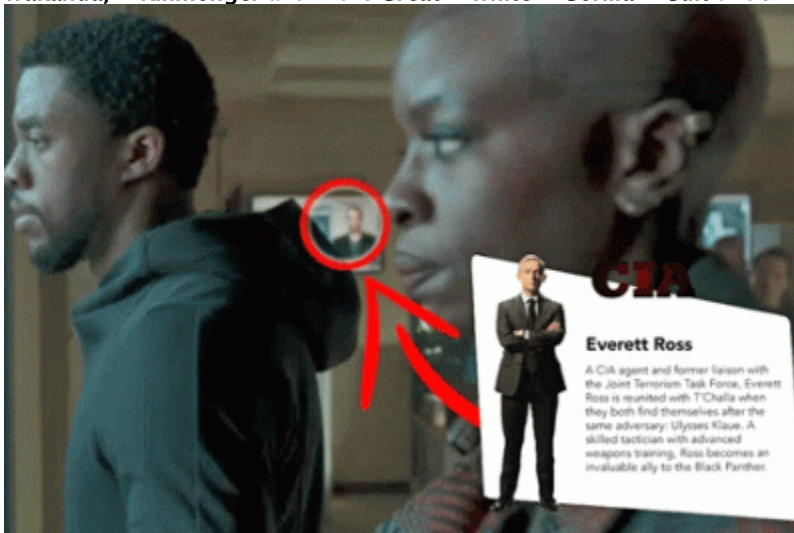 CIA
Everett Ross
A CIA agent and former liaison with
the Joint Terrorism Task Force, Everett
Ross is reunited with T'Challa when
they both find themselves after the
same adversary: Ulysses Klaue. A
skilled tactician with advanced
weapons training, Ross becomes an
invaluable ally to the Black Panther.